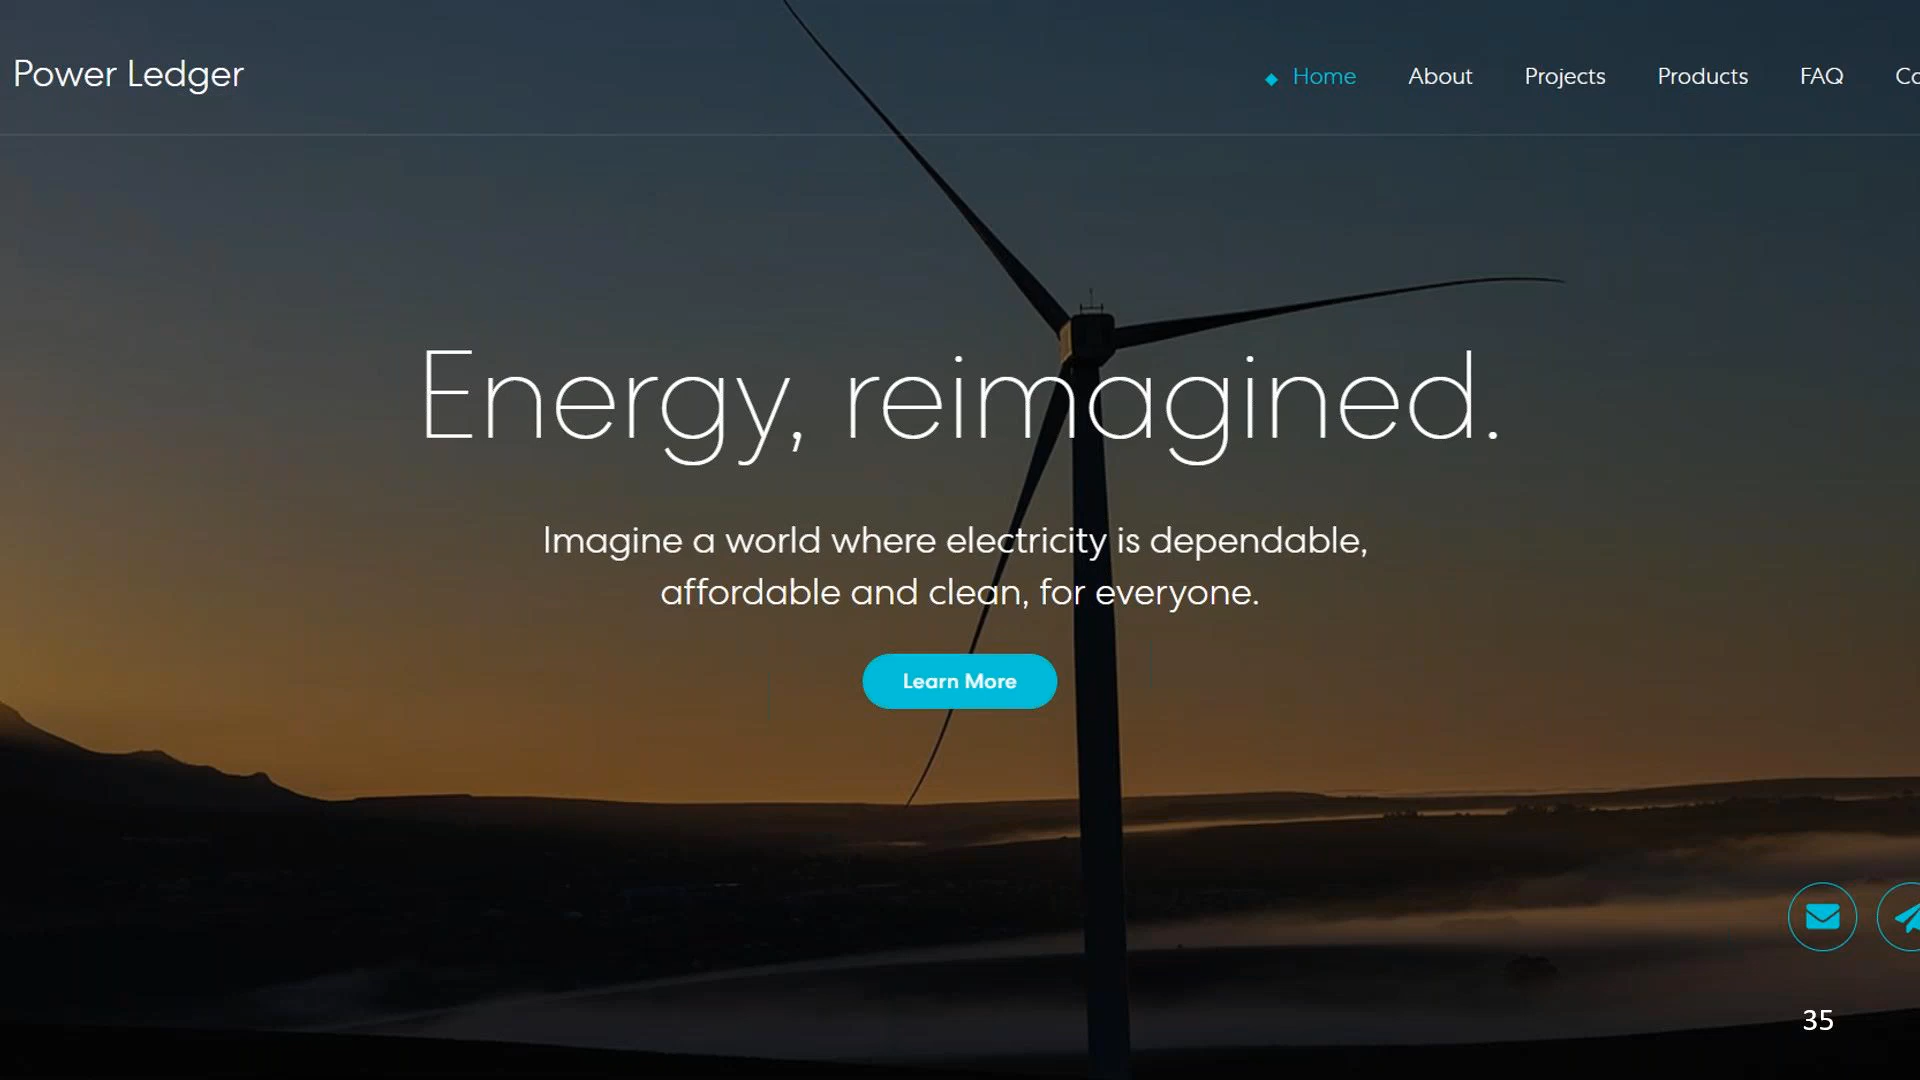 Power Ledger
Home About Projects Products FAQ
Energy, reimagined.
Imagine a world where electricity is dependable,
affordable and clean, for everyone.
Learn More
35